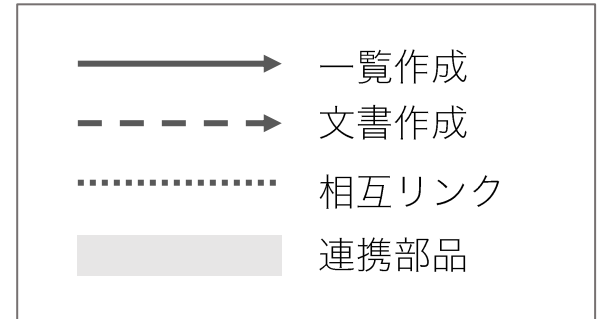 一覧作成
文書作成
相互リンク
連携部品